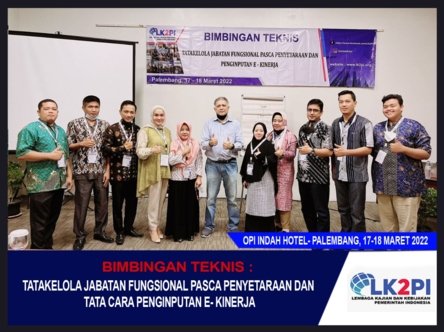 LK2PI
BIMBINGAN TEKNIS
TATAKELOLA JABATAN FUNGSIONAL PASCA PENYETARAAN DAN
PENGINPUTAN E - KINERJA
Palembang, 17 - 18 Maret 2022
OPI INDAH HOTEL- PALEMBANG, 17-18 MARET 2022
BIMBINGAN TEKNIS :
TATAKELOLA JABATAN FUNGSIONAL PASCA PENYETARAAN DAN
TATA CARA PENGINPUTAN E- KINERJA
LK2PI
LEMBAGA KAJIAN DAN KEBIJAKAN
PEMERINTAH INDONESIA